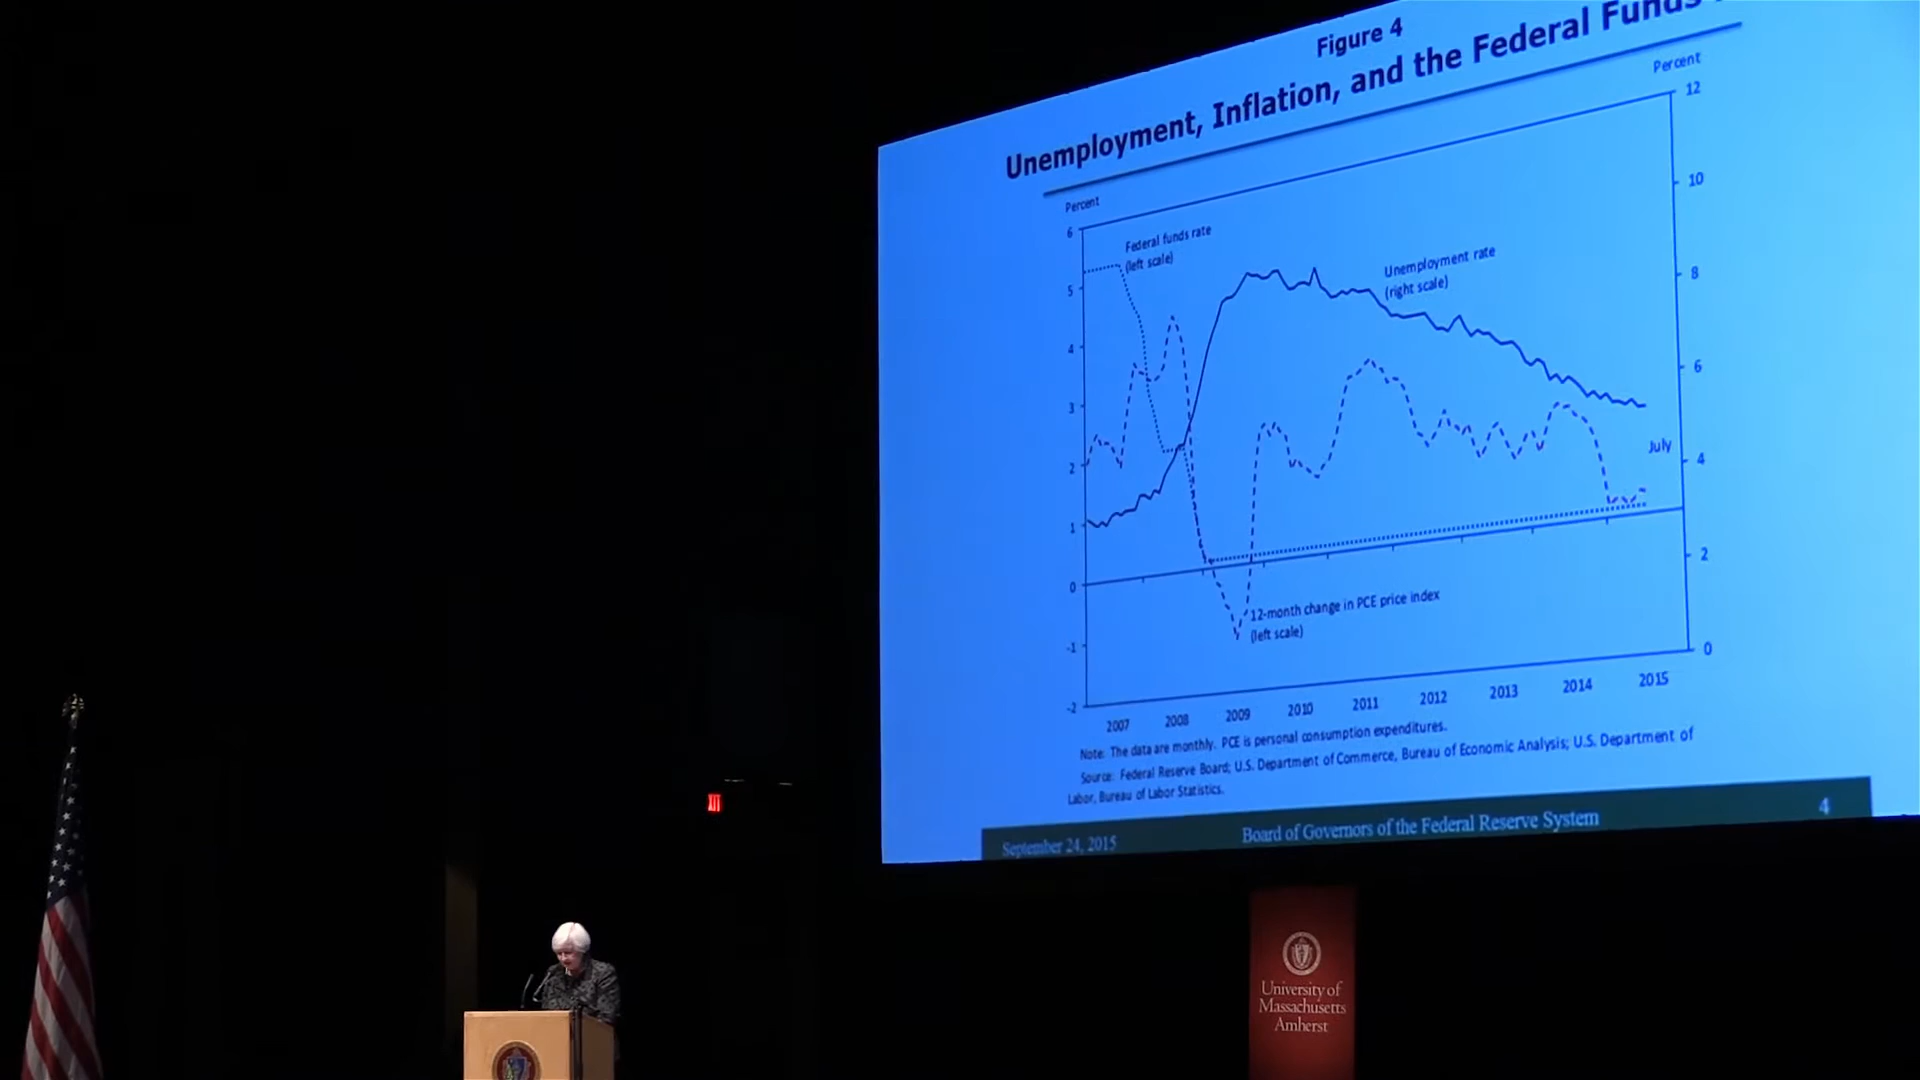 Figure 4
Unemployment, Inflation, and the Federal Funds
Percent
Percent
6
5
4
3
2
1
0
-1
-2
12
10
8
6
4
2
0
Federal funds rate
(left scale)
Unemployment rate
(right scale)
July
12-month change in PCE price index
(left scale)
2007 2008 2009 2010 2011 2012 2013 2014 2015
Note: The data are monthly. PCE is personal consumption expenditures.
Source: Federal Reserve Board; U.S. Department of Commerce, Bureau of Economic Analysis; U.S. Department of
Labor, Bureau of Labor Statistics.
September 24, 2015 Board of Governors of the Federal Reserve System 4
University of
Massachusetts
Amherst